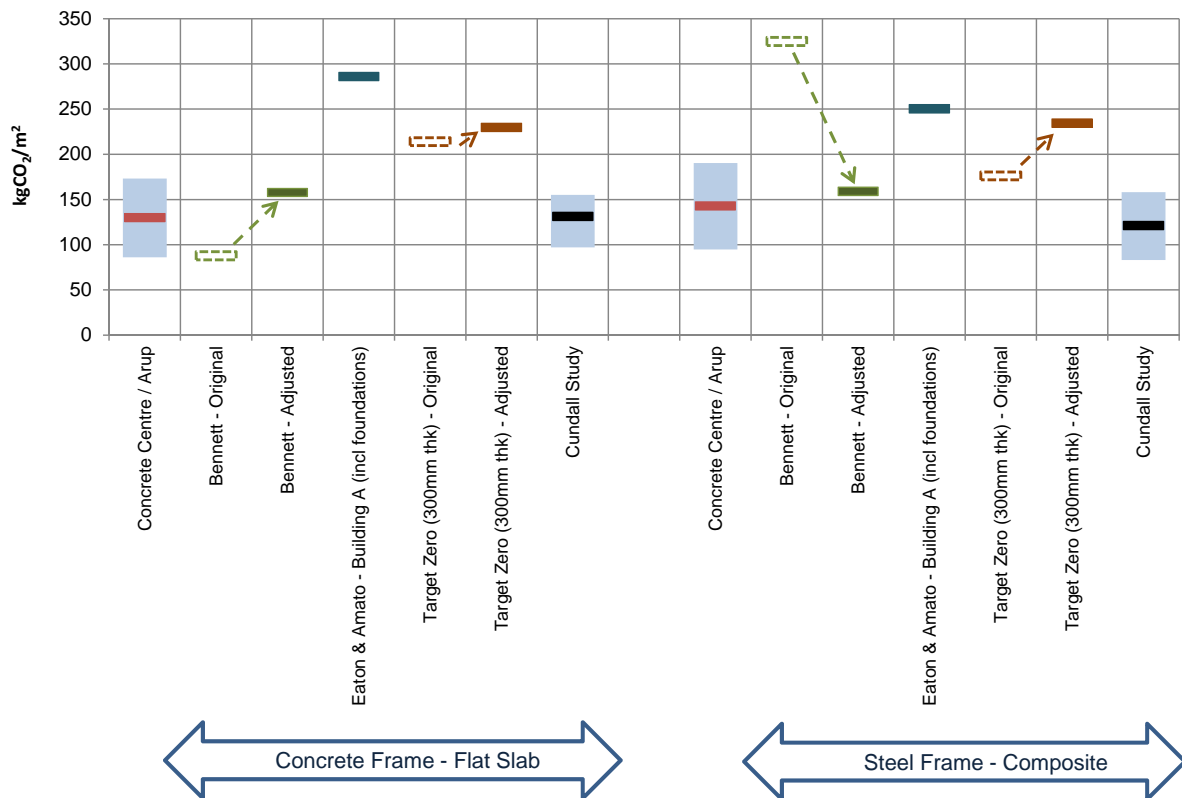 kgCO₂/m²
350
300
250
200
150
100
50
0
Concrete Centre / Arup
Bennett - Original
Bennett - Adjusted
Eaton & Amato - Building A (incl foundations)
Target Zero (300mm thk) - Original
Target Zero (300mm thk) - Adjusted
Cundall Study
Concrete Centre / Arup
Bennett - Original
Bennett - Adjusted
Eaton & Amato - Building A (incl foundations)
Target Zero (300mm thk) - Original
Target Zero (300mm thk) - Adjusted
Cundall Study
Concrete Frame - Flat Slab
Steel Frame - Composite